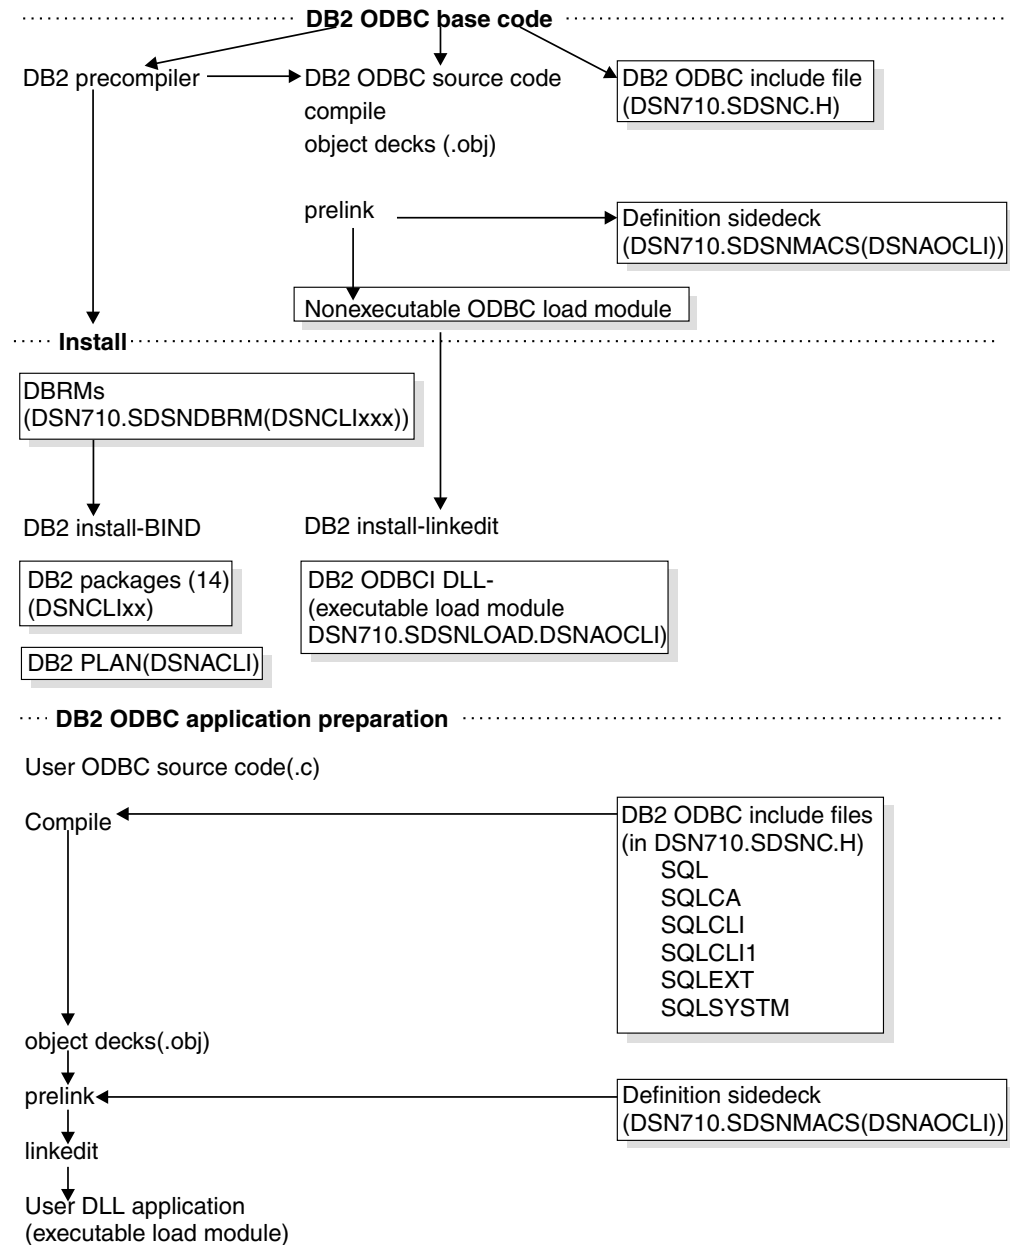 DB2 ODBC base code
DB2 precompiler
DB2 ODBC source code
compile
object decks (.obj)
DB2 ODBC include file
(DSN710.SDSNC.H)
prelink
Definition sidedeck
(DSN710.SDSNMACS(DSNAOCLI))
Nonexecutable ODBC load module
Install
DBRMs
(DSN710.SDSNDBRM(DSNCLIxxx))
DB2 install-BIND
DB2 install-linkedit
DB2 packages (14)
(DSNCLIxx)
DB2 ODBCI DLL-
(executable load module
DSN710.SDSNLOAD.DSNAOCLI)
DB2 PLAN(DSNACLI)
DB2 ODBC application preparation
User ODBC source code(.c)
Compile
DB2 ODBC include files
(in DSN710.SDSNC.H)
SQL
SQLCA
SQLCLI
SQLCLI1
SQLEXT
SQLSYSTM
object decks(.obj)
prelink
Definition sidedeck
(DSN710.SDSNMACS(DSNAOCLI))
linkedit
User DLL application
(executable load module)